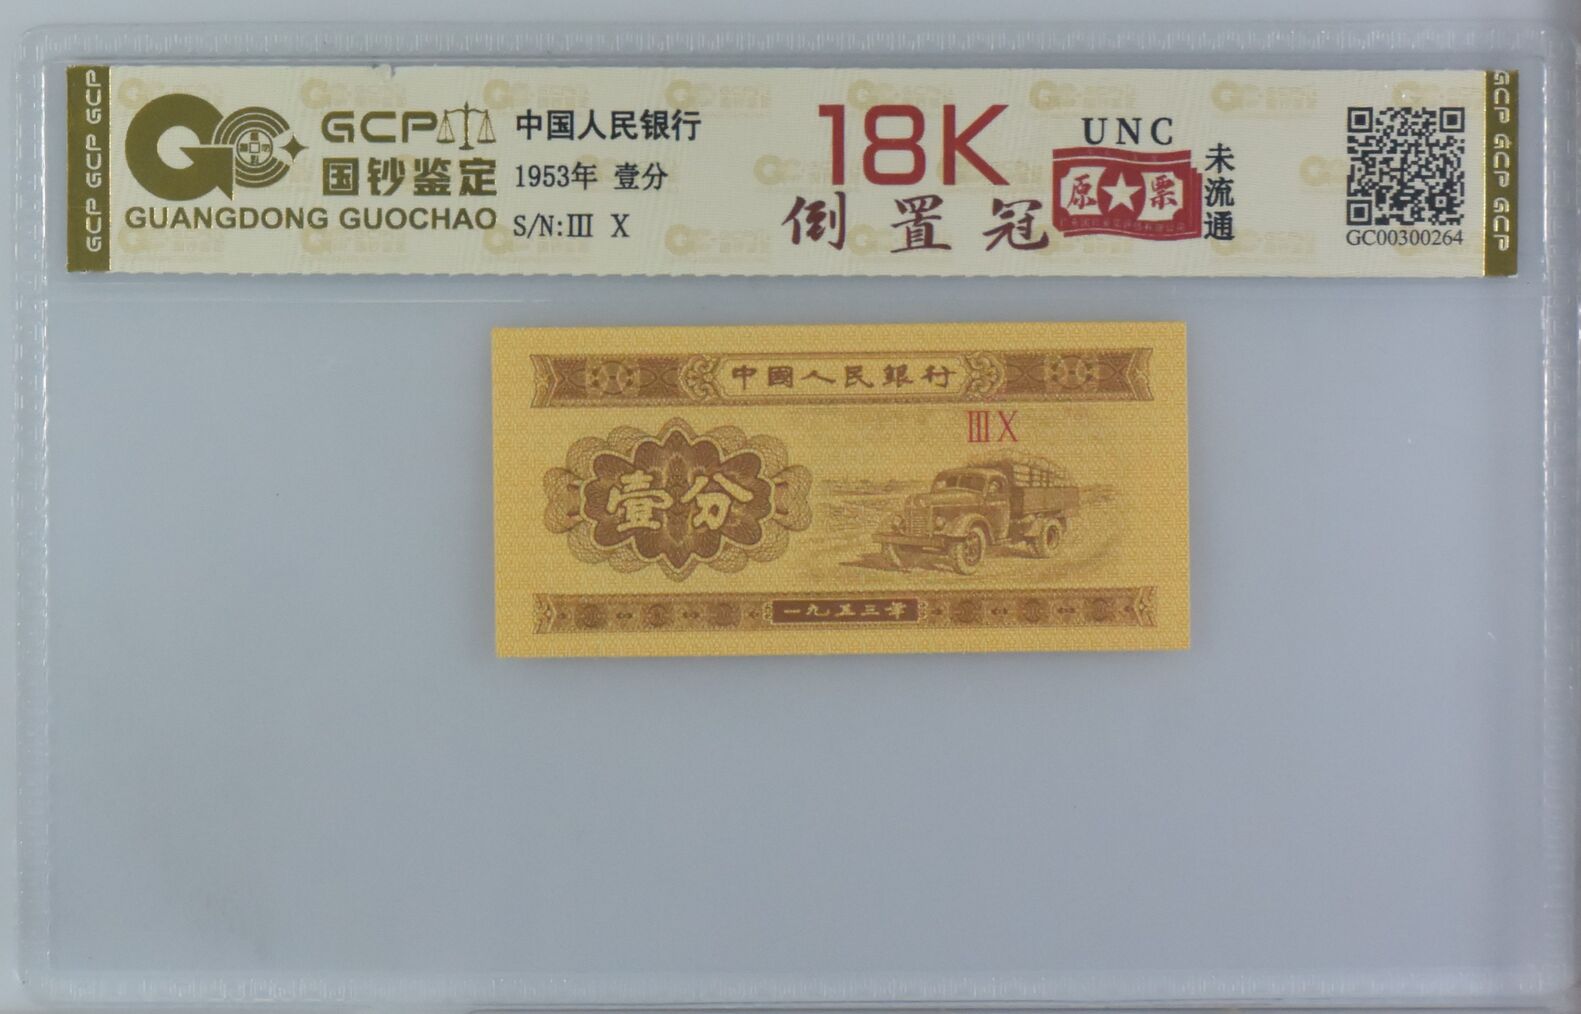 GCP GCP GCP
GCP
国钞鉴定
GUANGDONG GUOCHAO
中国人民银行
1953年 壹分
S/N:III X
18K
倒置冠
UNC
原票
未流通
GC00300264
GCP GCP GCP
中國人民銀行
III X
壹分
一九五三年